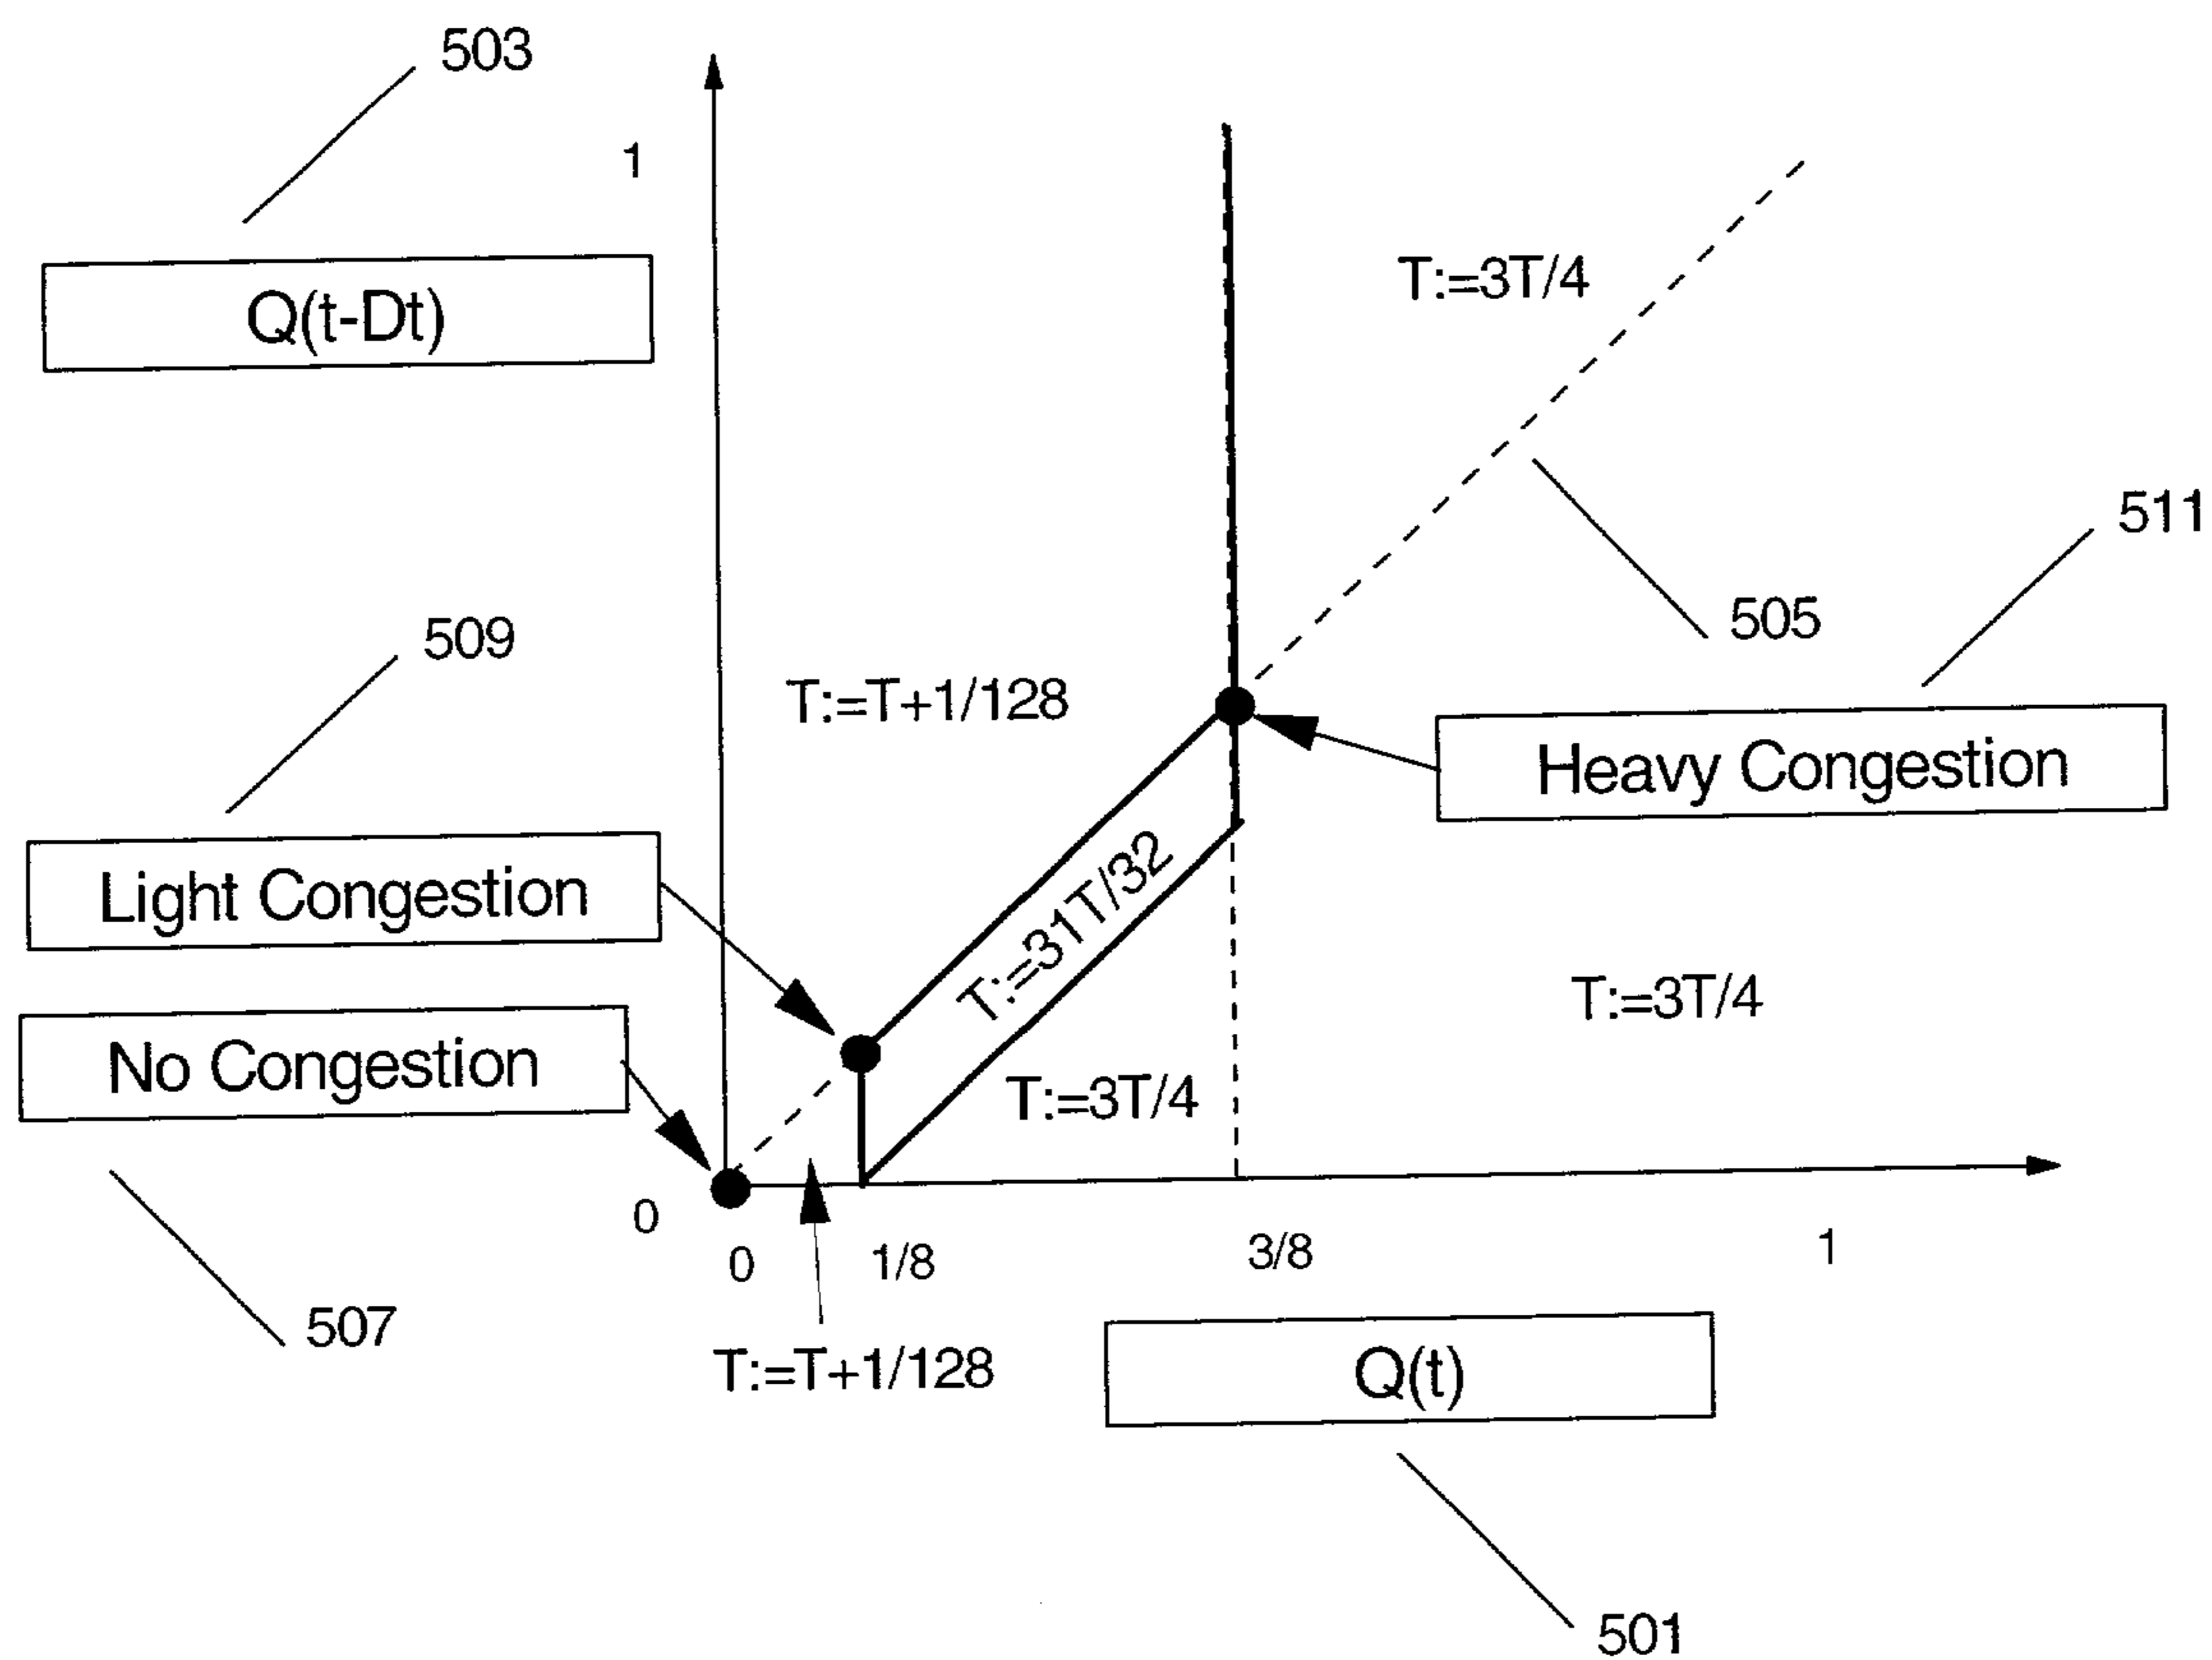 503
1
T:=3T/4
Q(t-Dt)
511
505
509
T:=T+1/128
Heavy Congestion
Light Congestion
T:=31T/32
T:=3T/4
No Congestion
T:=3T/4
0
0
1/8
3/8
1
507
T:=T+1/128
Q(t)
501